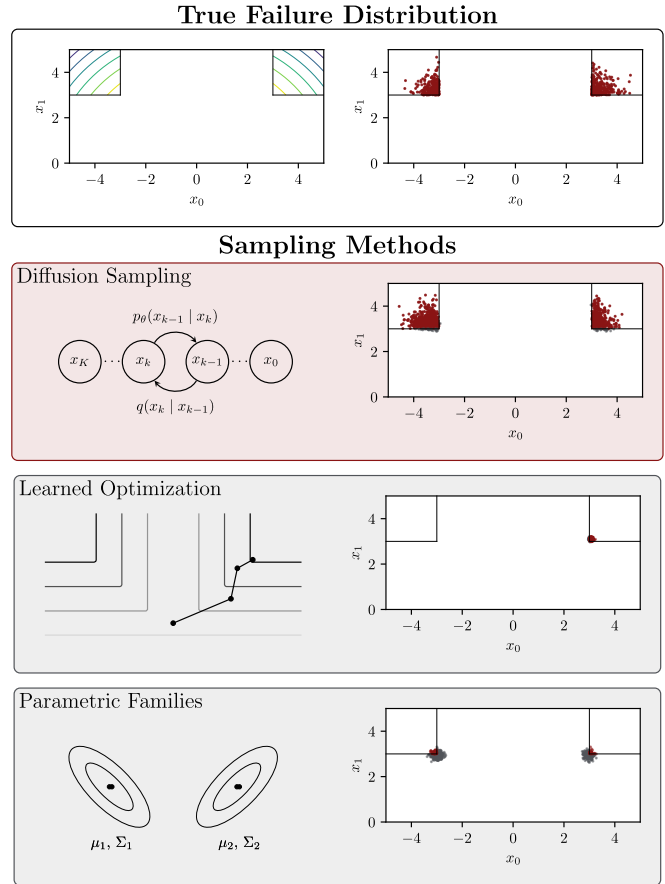 True Failure Distribution
4
2
0
x₁
−4 −2 0 2 4
x₀
4
2
0
x₁
−4 −2 0 2 4
x₀
Sampling Methods
Diffusion Sampling
pθ(xₖ₋₁ | xₖ)
x_K ··· xₖ xₖ₋₁ ··· x₀
q(xₖ | xₖ₋₁)
4
2
0
x₁
−4 −2 0 2 4
x₀
Learned Optimization
4
2
0
x₁
−4 −2 0 2 4
x₀
Parametric Families
μ₁, Σ₁ μ₂, Σ₂
4
2
0
x₁
−4 −2 0 2 4
x₀